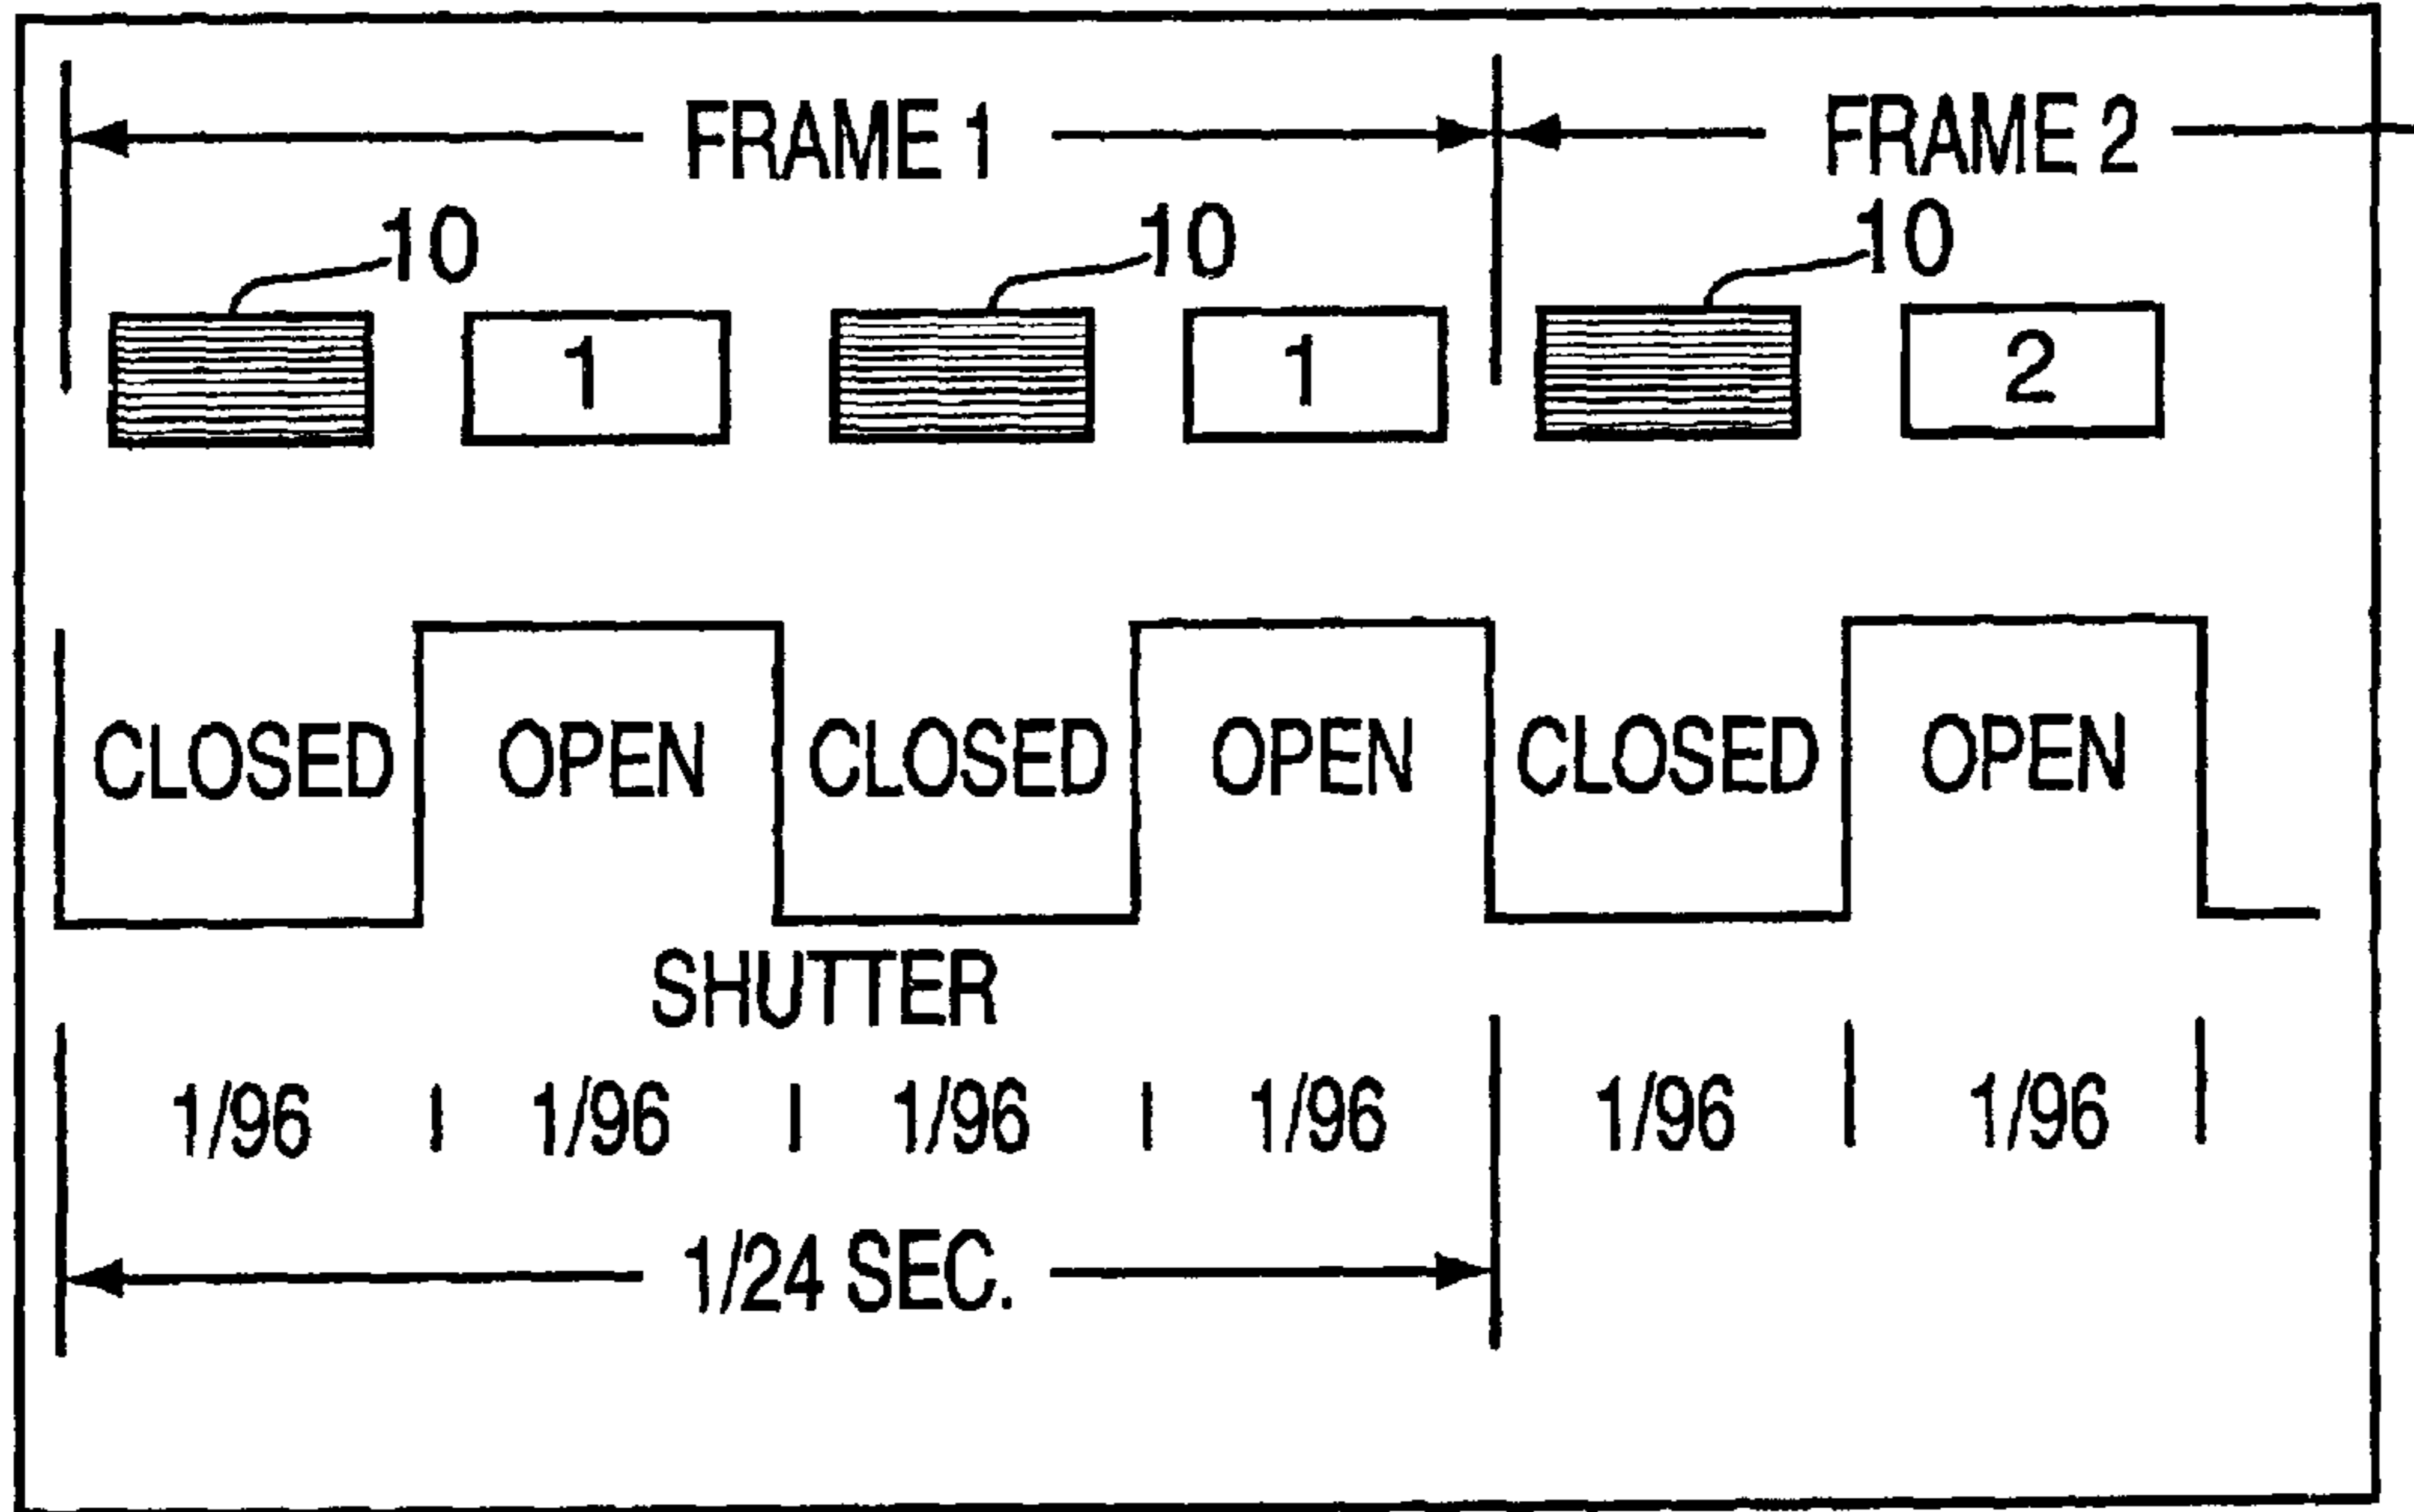 FRAME 1 FRAME 2
10 10 10
1 1 2
CLOSED OPEN CLOSED OPEN CLOSED OPEN
SHUTTER
1/96 1/96 1/96 1/96 1/96 1/96
1/24 SEC.